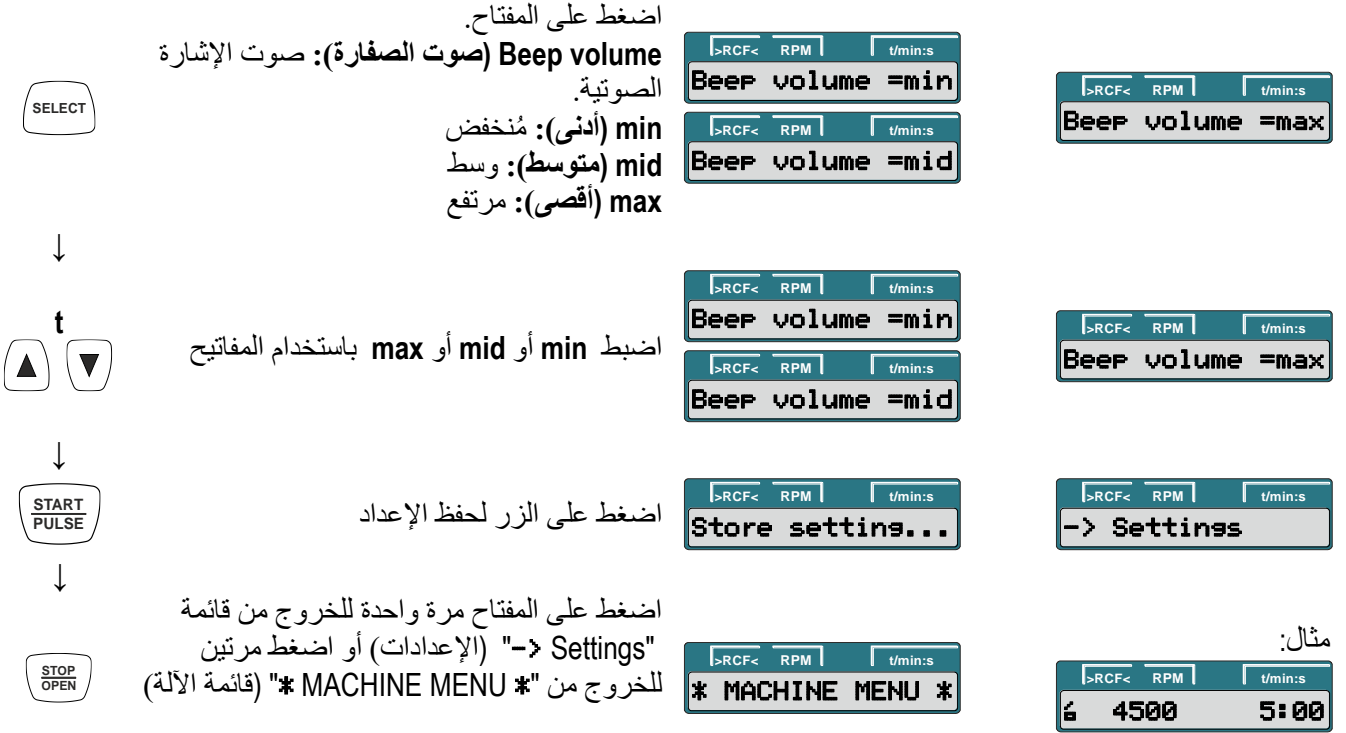 SELECT
اضغط على المفتاح.
Beep volume (صوت الصفارة): صوت الإشارة
الصوتية.
min (أدنى): مُنخفض
mid (متوسط): وسط
max (أقصى): مرتفع
>RCF< RPM t/min:s
Beep volume =min
>RCF< RPM t/min:s
Beep volume =mid
>RCF< RPM t/min:s
Beep volume =max
↓
t
▲ ▼
اضبط min أو mid أو max باستخدام المفاتيح
>RCF< RPM t/min:s
Beep volume =min
>RCF< RPM t/min:s
Beep volume =mid
>RCF< RPM t/min:s
Beep volume =max
↓
START
PULSE
اضغط على الزر لحفظ الإعداد
>RCF< RPM t/min:s
Store setting...
>RCF< RPM t/min:s
-> Settings
↓
STOP
OPEN
اضغط على المفتاح مرة واحدة للخروج من قائمة
"-> Settings" (الإعدادات) أو اضغط مرتين
للخروج من "* MACHINE MENU *" (قائمة الآلة)
>RCF< RPM t/min:s
* MACHINE MENU *
مثال:
>RCF< RPM t/min:s
4500 5:00